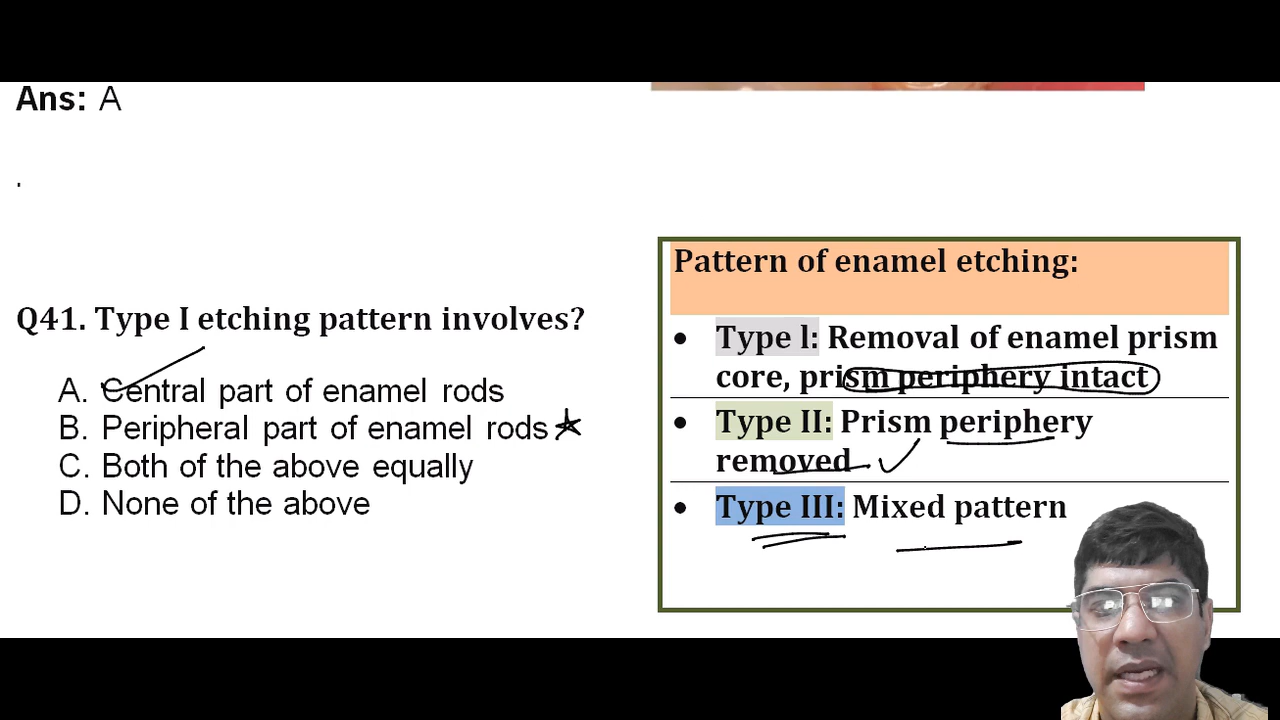 Ans: A
.
Q41. Type I etching pattern involves?
A. Central part of enamel rods
B. Peripheral part of enamel rods
C. Both of the above equally
D. None of the above
Pattern of enamel etching:
• Type l: Removal of enamel prism
core, prism periphery intact
• Type II: Prism periphery
removed.
• Type III: Mixed pattern